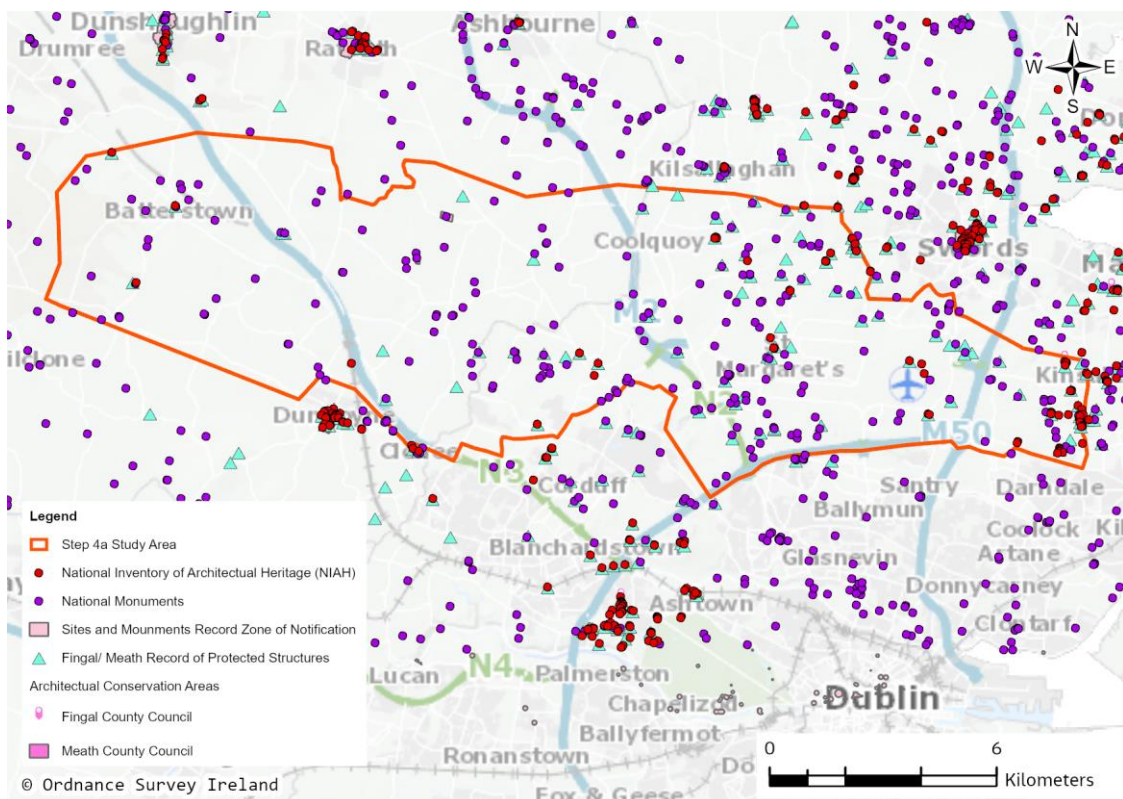 Dunshaughlin
Ashbourne
Drumree
N
W E
S
Kilsallaghan
Batterstown
Coolquoy
Swords
M2
Margaret's
N2
M50
N3
Corduff
Santry
Darndale
Ballymun
Coolock
Blanchardstown
Glasnevin
Artane
Donnycarney
Ashtown
Clontarf
Lucan
N4
Palmerston
Dublin
Chapelizod
Ballyfermot
Ronanstown
Fox & Geese
Legend
Step 4a Study Area
National Inventory of Architectural Heritage (NIAH)
National Monuments
Sites and Mounments Record Zone of Notification
Fingal/ Meath Record of Protected Structures
Architectual Conservation Areas
Fingal County Council
Meath County Council
© Ordnance Survey Ireland
0 6
Kilometers